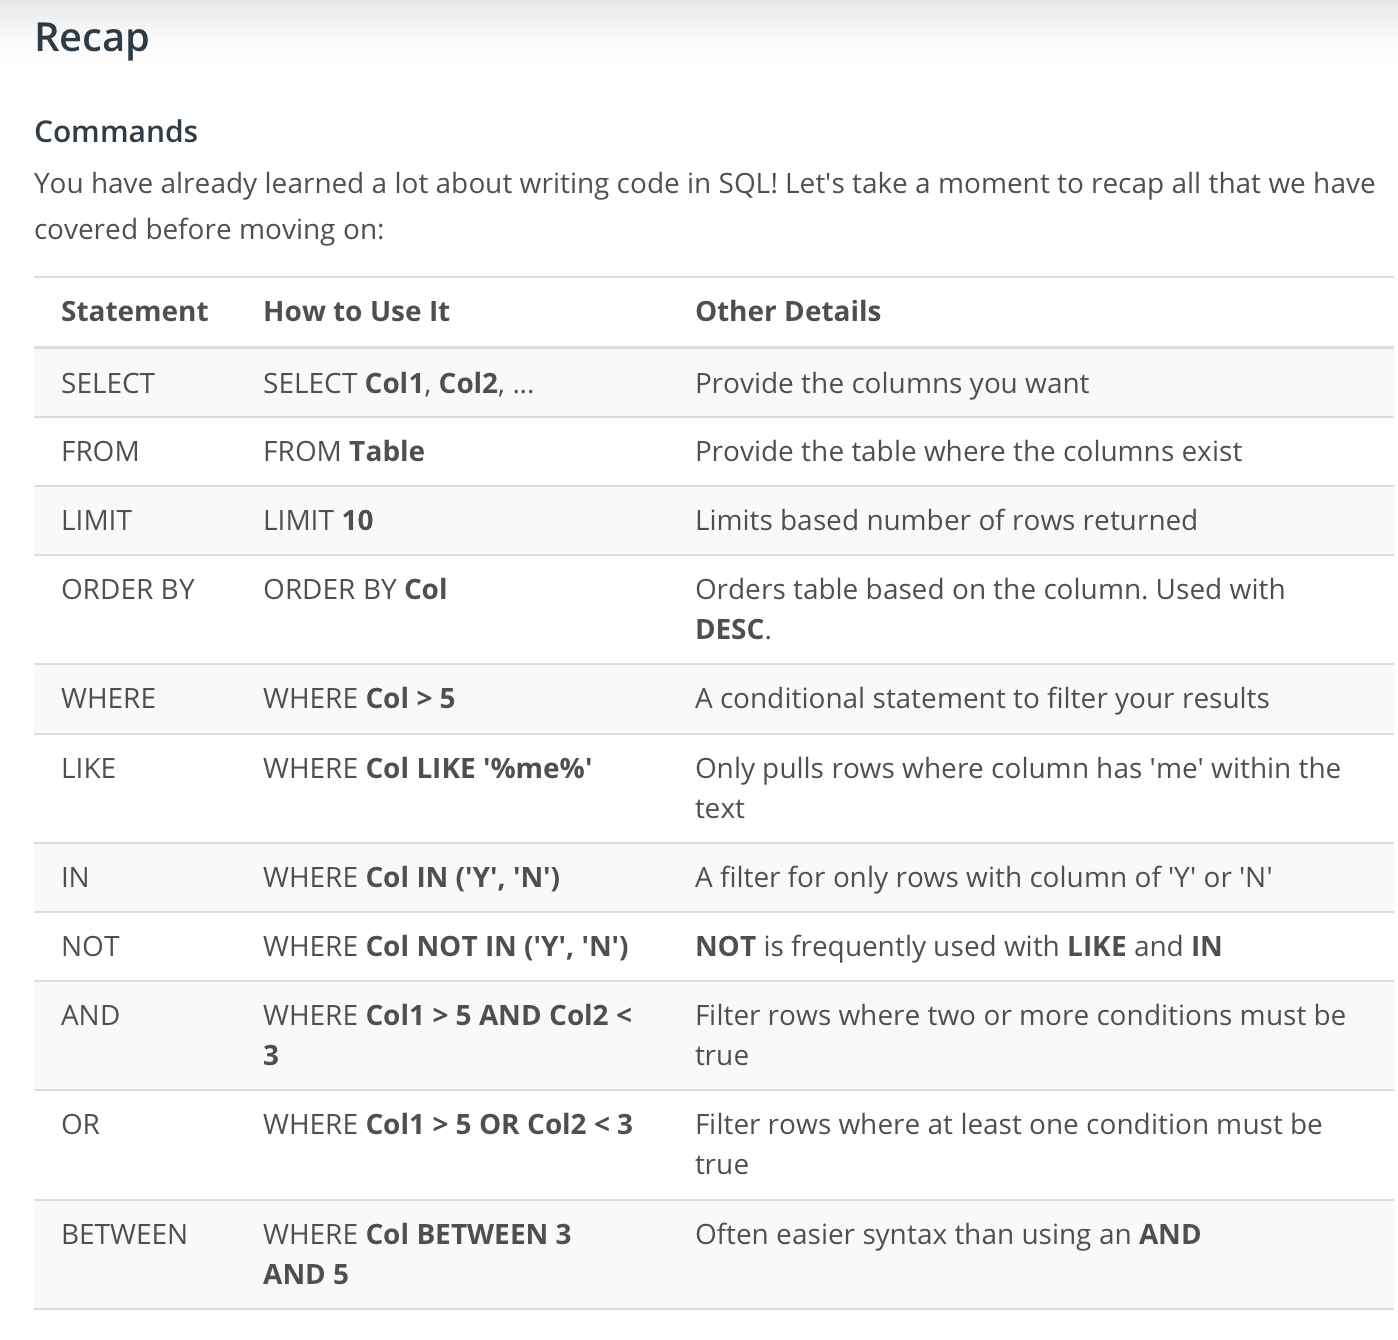 Recap
Commands
You have already learned a lot about writing code in SQL! Let's take a moment to recap all that we have
covered before moving on:
Statement How to Use It Other Details
SELECT SELECT Col1, Col2, ... Provide the columns you want
FROM FROM Table Provide the table where the columns exist
LIMIT LIMIT 10 Limits based number of rows returned
ORDER BY ORDER BY Col Orders table based on the column. Used with
DESC.
WHERE WHERE Col > 5 A conditional statement to filter your results
LIKE WHERE Col LIKE '%me%' Only pulls rows where column has 'me' within the
text
IN WHERE Col IN ('Y', 'N') A filter for only rows with column of 'Y' or 'N'
NOT WHERE Col NOT IN ('Y', 'N') NOT is frequently used with LIKE and IN
AND WHERE Col1 > 5 AND Col2 < Filter rows where two or more conditions must be
3 true
OR WHERE Col1 > 5 OR Col2 < 3 Filter rows where at least one condition must be
true
BETWEEN WHERE Col BETWEEN 3 Often easier syntax than using an AND
AND 5